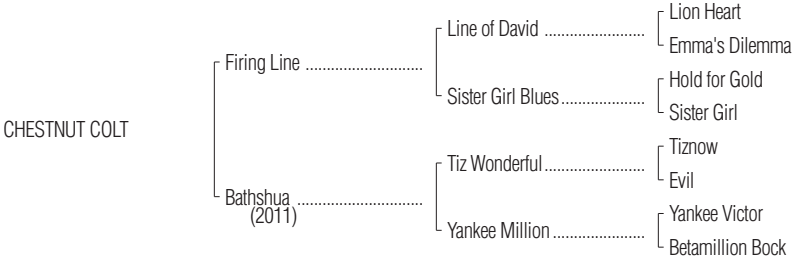 Lion Heart
Line of David ........................
Emma's Dilemma
Firing Line ............................
Hold for Gold
Sister Girl Blues....................
Sister Girl
CHESTNUT COLT
Tiznow
Tiz Wonderful........................
Evil
Bathshua ..............................
(2011)
Yankee Victor
Yankee Million ......................
Betamillion Bock